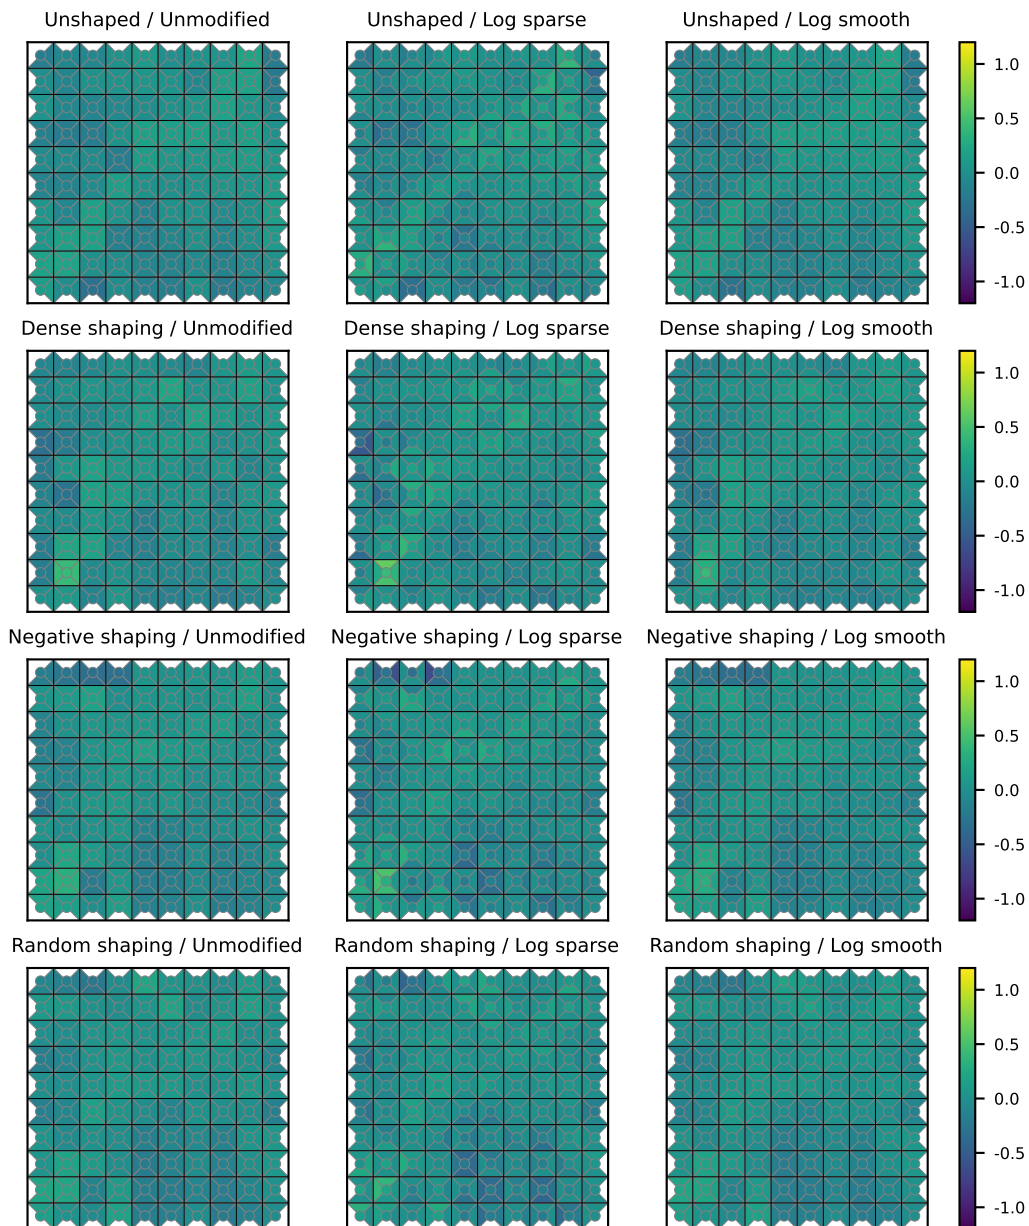 Unshaped / Unmodified
Unshaped / Log sparse
Unshaped / Log smooth
1.0
0.5
0.0
-0.5
-1.0
Dense shaping / Unmodified
Dense shaping / Log sparse
Dense shaping / Log smooth
1.0
0.5
0.0
-0.5
-1.0
Negative shaping / Unmodified
Negative shaping / Log sparse
Negative shaping / Log smooth
1.0
0.5
0.0
-0.5
-1.0
Random shaping / Unmodified
Random shaping / Log sparse
Random shaping / Log smooth
1.0
0.5
0.0
-0.5
-1.0